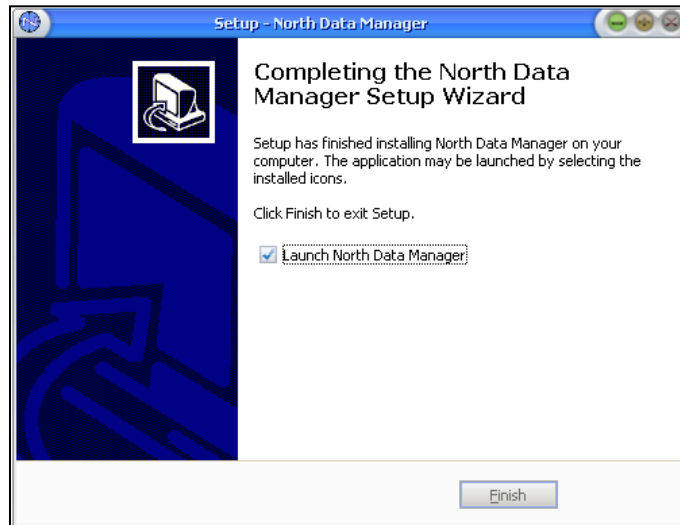 Setup - North Data Manager
Completing the North Data
Manager Setup Wizard
Setup has finished installing North Data Manager on your
computer. The application may be launched by selecting the
installed icons.
Click Finish to exit Setup.
Launch North Data Manager
Finish